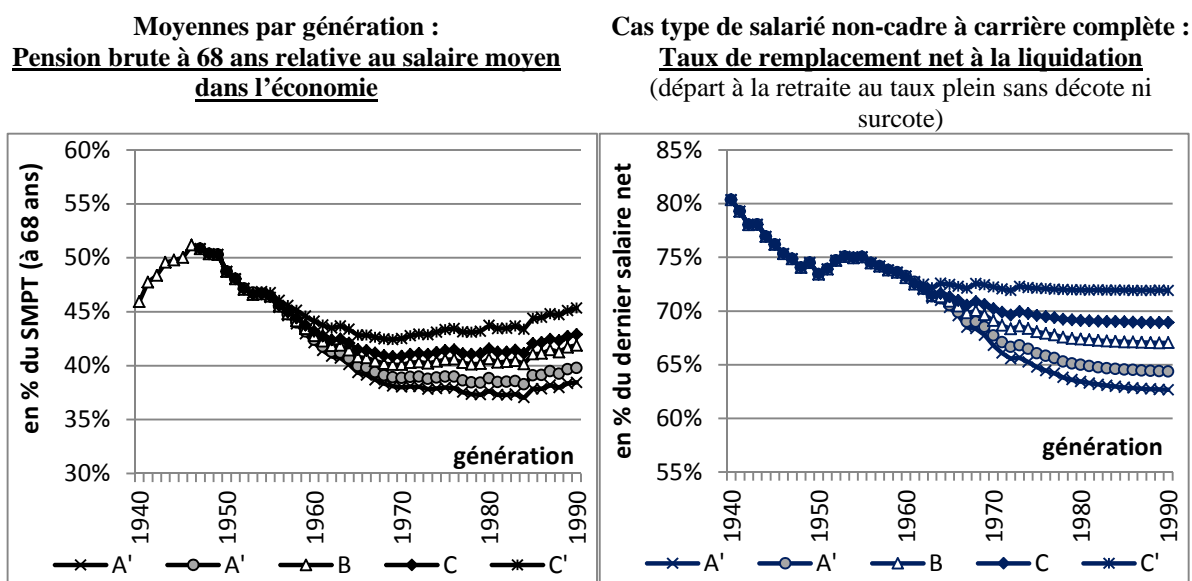 Moyennes par génération :
Pension brute à 68 ans relative au salaire moyen
dans l'économie
en % du SMPT (à 68 ans)
60%
55%
50%
45%
40%
35%
30%
génération
1940
1950
1960
1970
1980
1990
A'
A'
B
C
C'
Cas type de salarié non-cadre à carrière complète :
Taux de remplacement net à la liquidation
(départ à la retraite au taux plein sans décote ni
surcote)
en % du dernier salaire net
85%
80%
75%
70%
65%
60%
55%
génération
1940
1950
1960
1970
1980
1990
A'
A'
B
C
C'